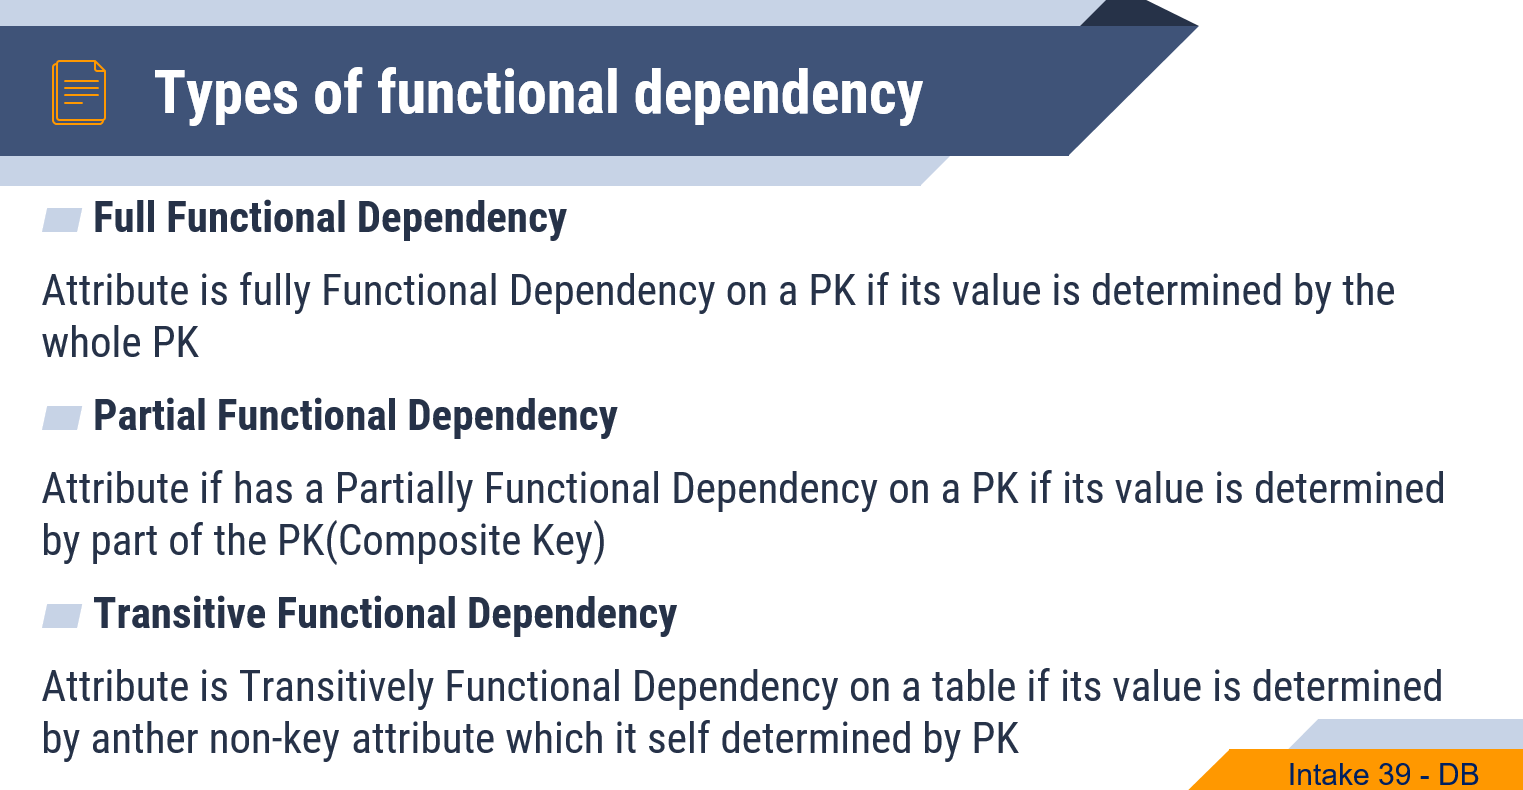 Types of functional dependency
Full Functional Dependency
Attribute is fully Functional Dependency on a PK if its value is determined by the
whole PK
Partial Functional Dependency
Attribute if has a Partially Functional Dependency on a PK if its value is determined
by part of the PK(Composite Key)
Transitive Functional Dependency
Attribute is Transitively Functional Dependency on a table if its value is determined
by anther non-key attribute which it self determined by PK
Intake 39 - DB